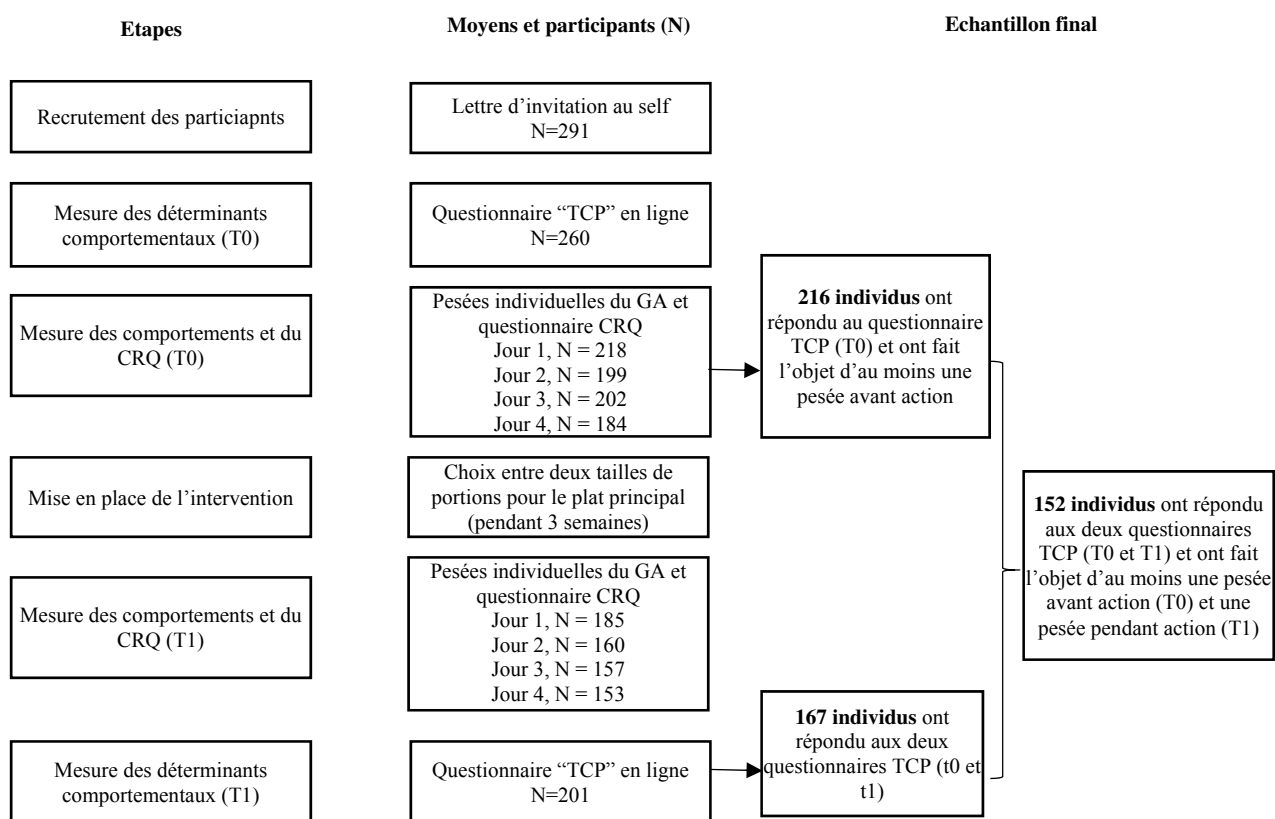 Etapes
Moyens et participants (N)
Echantillon final
Recrutement des particiapnts
Lettre d’invitation au self
N=291
Mesure des déterminants
comportementaux (T0)
Questionnaire “TCP” en ligne
N=260
Mesure des comportements et du
CRQ (T0)
Pesées individuelles du GA et
questionnaire CRQ
Jour 1, N = 218
Jour 2, N = 199
Jour 3, N = 202
Jour 4, N = 184
216 individus ont
répondu au questionnaire
TCP (T0) et ont fait
l’objet d’au moins une
pesée avant action
Mise en place de l’intervention
Choix entre deux tailles de
portions pour le plat principal
(pendant 3 semaines)
152 individus ont répondu
aux deux questionnaires
TCP (T0 et T1) et ont fait
l’objet d’au moins une pesée
avant action (T0) et une
pesée pendant action (T1)
Mesure des comportements et du
CRQ (T1)
Pesées individuelles du GA et
questionnaire CRQ
Jour 1, N = 185
Jour 2, N = 160
Jour 3, N = 157
Jour 4, N = 153
Mesure des déterminants
comportementaux (T1)
Questionnaire “TCP” en ligne
N=201
167 individus ont
répondu aux deux
questionnaires TCP (t0 et
t1)